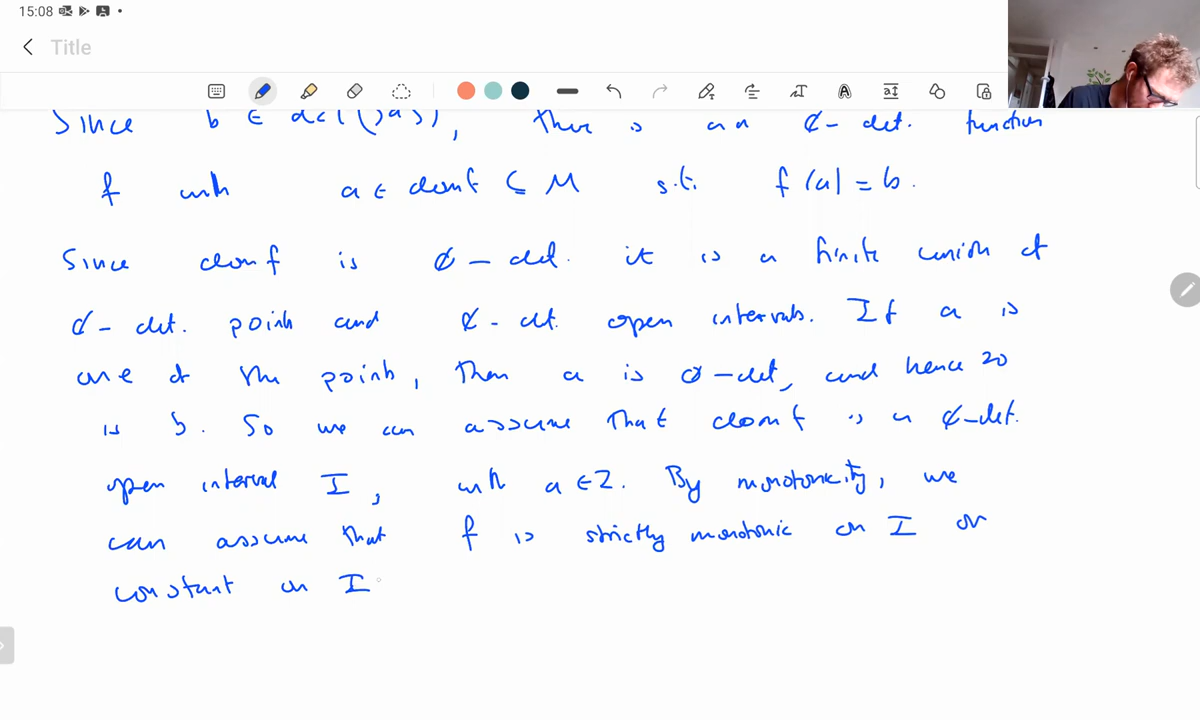 15:08
Title
Since b ∈ dcl({a}), there is an ∅-def. function
f with a ∈ domf ⊆ M s.t. f(a) = b.
Since domf is ∅-def. it is a finite union of
∅-def. points and ∅-def. open intervals. If a is
one of the points, then a is ∅-def, and hence so
is b. So we can assume that domf is a ∅-def.
open interval I, with a ∈ I. By monotonicity, we
can assume that f is strictly monotonic on I or
constant on I